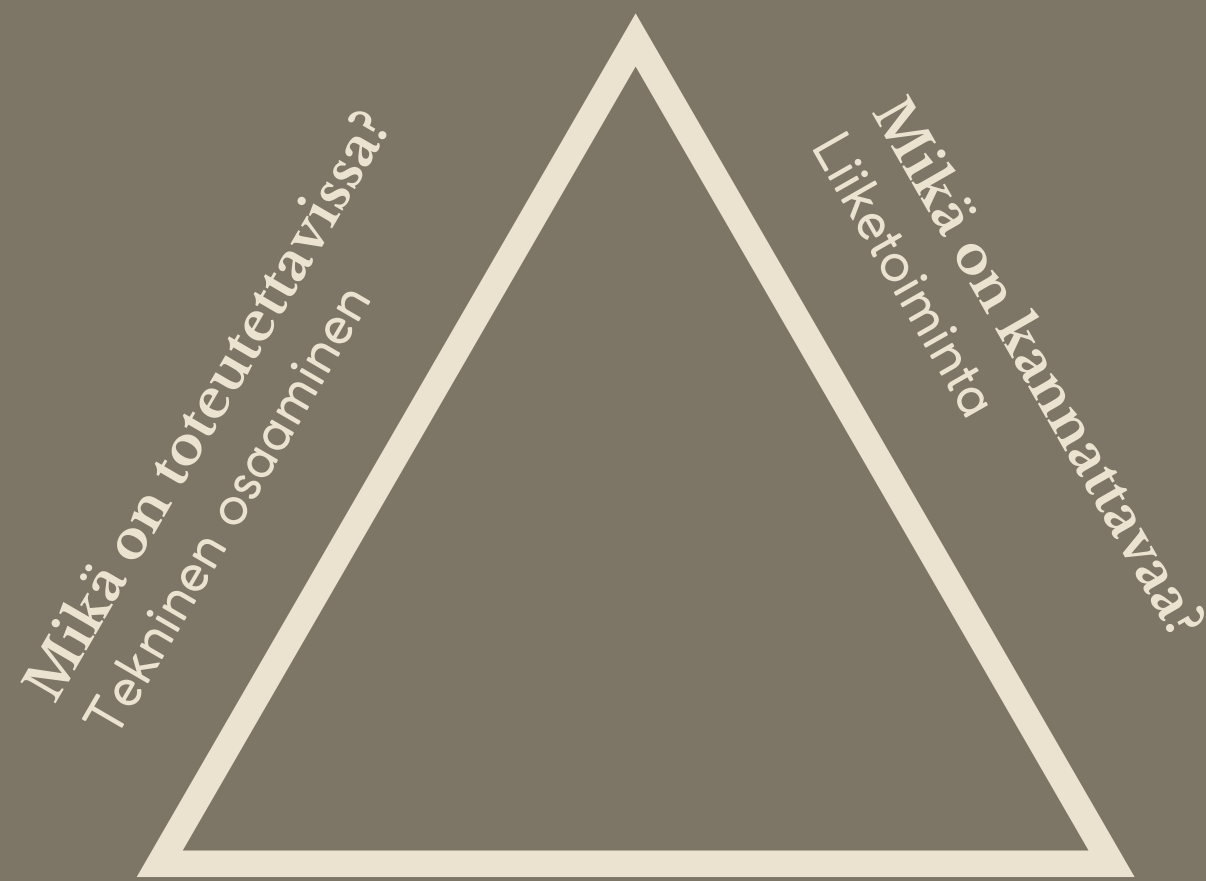 Mikä on toteutettavissa?
Tekninen osaaminen
Mikä on kannattavaa?
Liiketoiminta